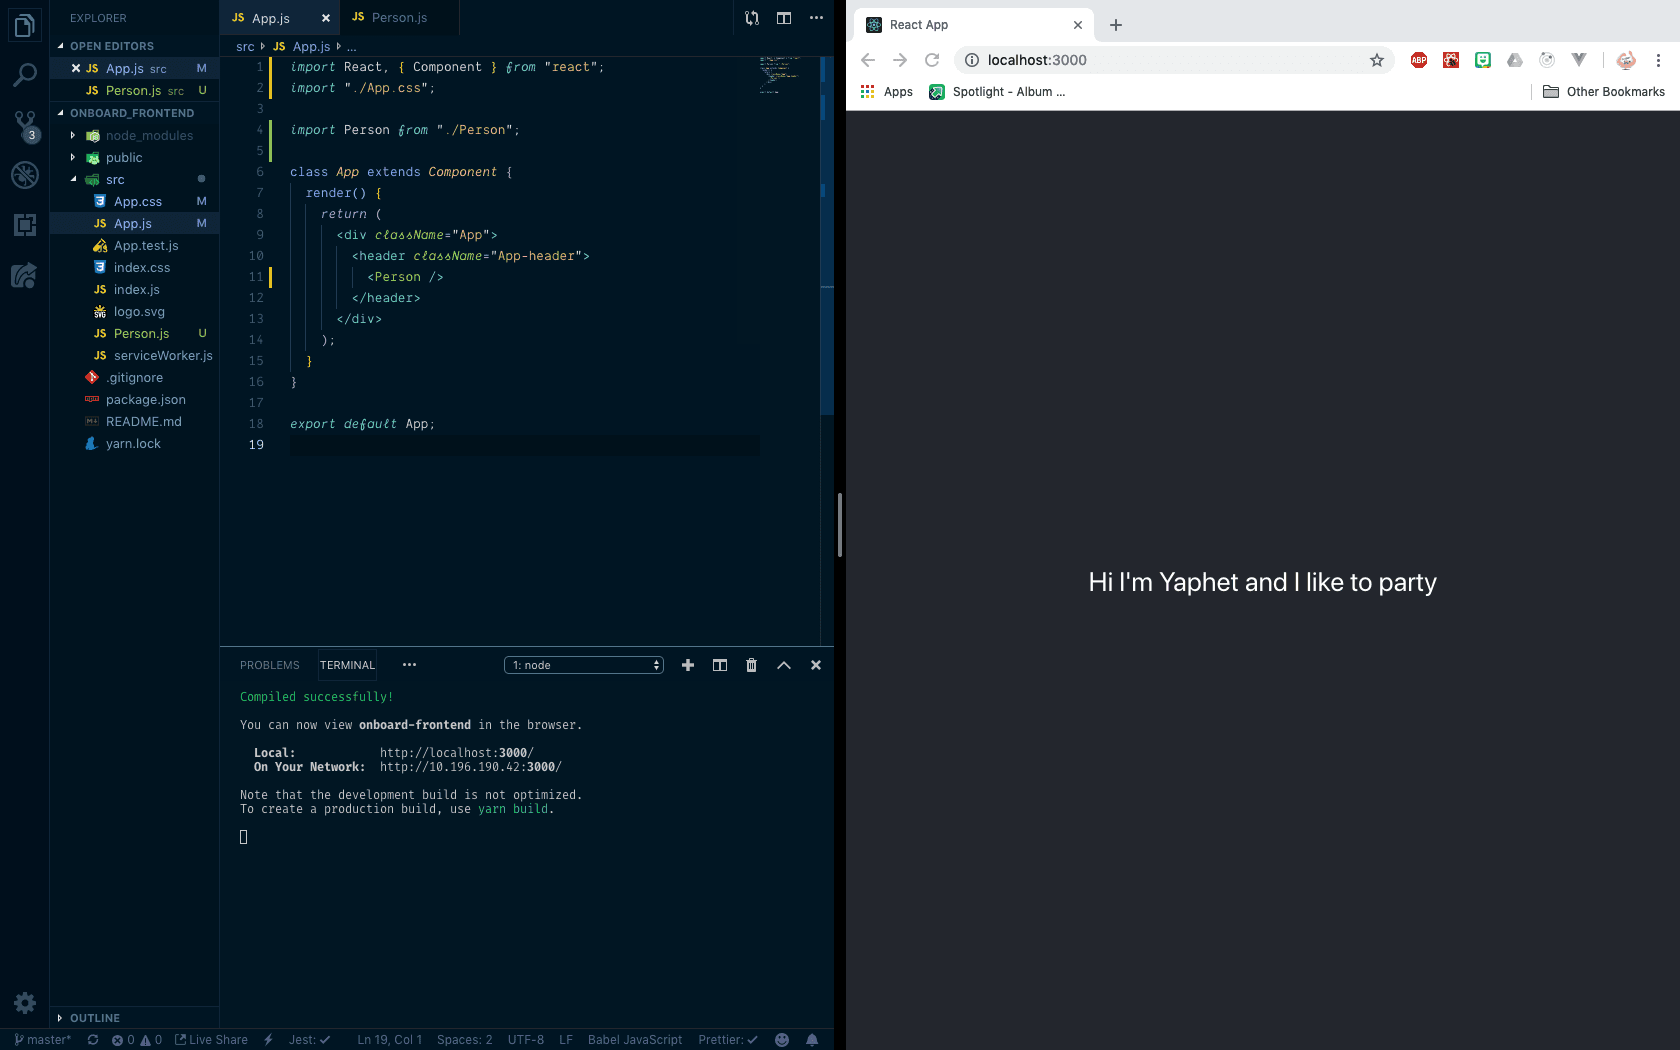 EXPLORER
OPEN EDITORS
App.js src M
Person.js src U
ONBOARD_FRONTEND
3
node_modules
public
src
App.css M
App.js M
App.test.js
index.css
index.js
logo.svg
Person.js U
serviceWorker.js
.gitignore
package.json
README.md
yarn.lock
OUTLINE
JS App.js
JS Person.js
src JS App.js ...
1 import React, { Component } from "react";
2 import "./App.css";
3
4 import Person from "./Person";
5
6 class App extends Component {
7 render() {
8 return (
9 <div className="App">
10 <header className="App-header">
11 <Person />
12 </header>
13 </div>
14 );
15 }
16 }
17
18 export default App;
19
PROBLEMS TERMINAL ... 1: node
Compiled successfully!
You can now view onboard-frontend in the browser.
Local: http://localhost:3000/
On Your Network: http://10.196.190.42:3000/
Note that the development build is not optimized.
To create a production build, use yarn build.
master* 0 0 Live Share Jest: Ln 19, Col 1 Spaces: 2 UTF-8 LF Babel JavaScript Prettier:
React App
localhost:3000
ABP
Apps Spotlight - Album ... Other Bookmarks
Hi I'm Yaphet and I like to party